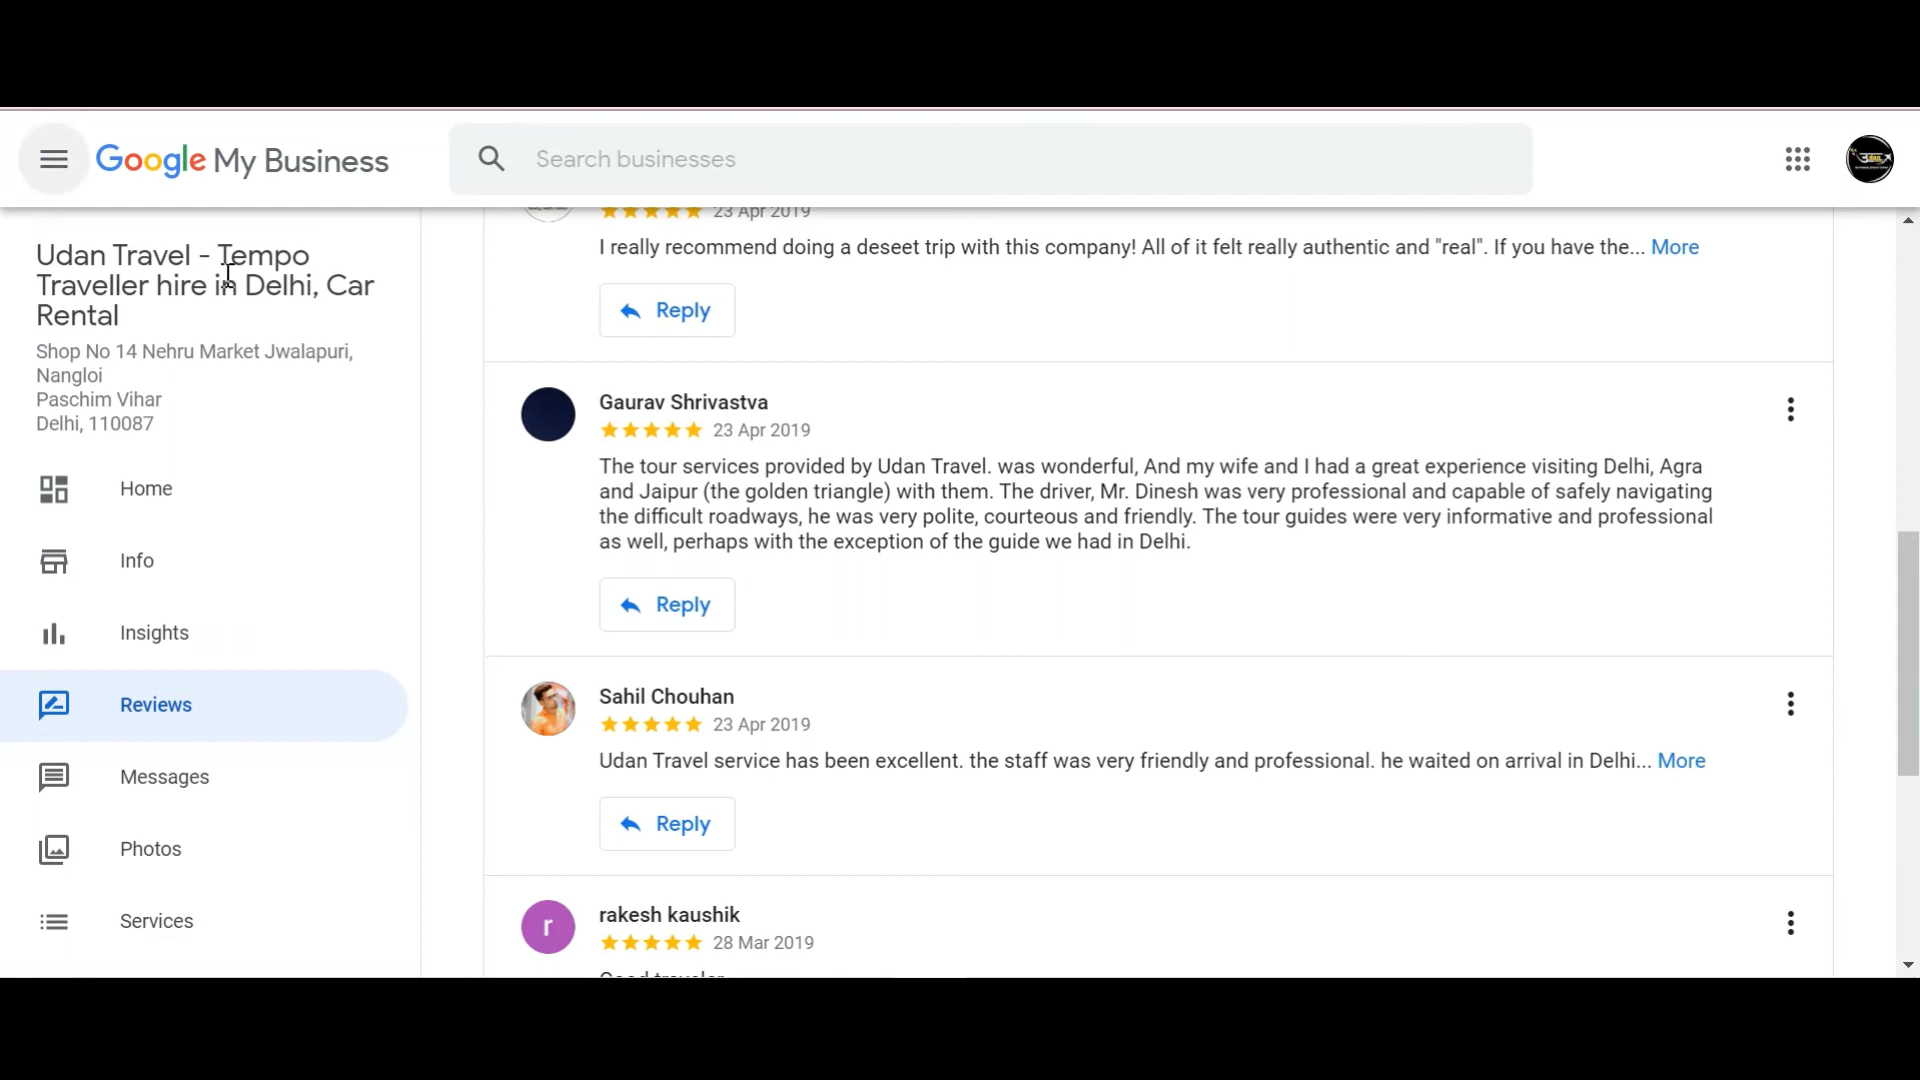 Google My Business
Search businesses
Udan Travel - Tempo
Traveller hire in Delhi, Car
Rental
Shop No 14 Nehru Market Jwalapuri,
Nangloi
Paschim Vihar
Delhi, 110087
Home
Info
Insights
Reviews
Messages
Photos
Services
23 Apr 2019
I really recommend doing a deseet trip with this company! All of it felt really authentic and "real". If you have the... More
Reply
Gaurav Shrivastva
23 Apr 2019
The tour services provided by Udan Travel. was wonderful, And my wife and I had a great experience visiting Delhi, Agra
and Jaipur (the golden triangle) with them. The driver, Mr. Dinesh was very professional and capable of safely navigating
the difficult roadways, he was very polite, courteous and friendly. The tour guides were very informative and professional
as well, perhaps with the exception of the guide we had in Delhi.
Reply
Sahil Chouhan
23 Apr 2019
Udan Travel service has been excellent. the staff was very friendly and professional. he waited on arrival in Delhi... More
Reply
r
rakesh kaushik
28 Mar 2019
Good traveler